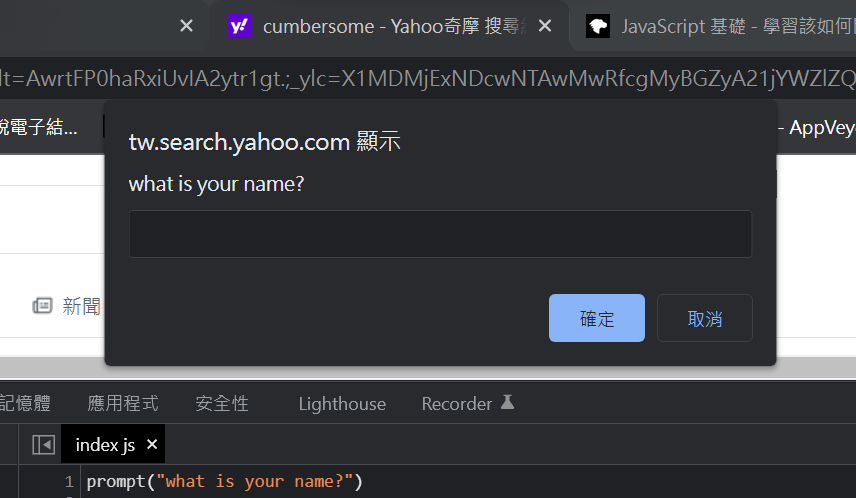 cumbersome - Yahoo奇摩 搜尋
JavaScript 基礎 - 學習該如何
lt=AwrtFP0haRxiUvIA2ytr1gt.;_ylc=X1MDMjExNDcwNTAwMwRfcgMyBGZyA21jYWZlZQ
電子結...
- AppVey
tw.search.yahoo.com 顯示
what is your name?
新聞
確定
取消
記憶體
應用程式
安全性
Lighthouse
Recorder
index js
1 prompt("what is your name?")